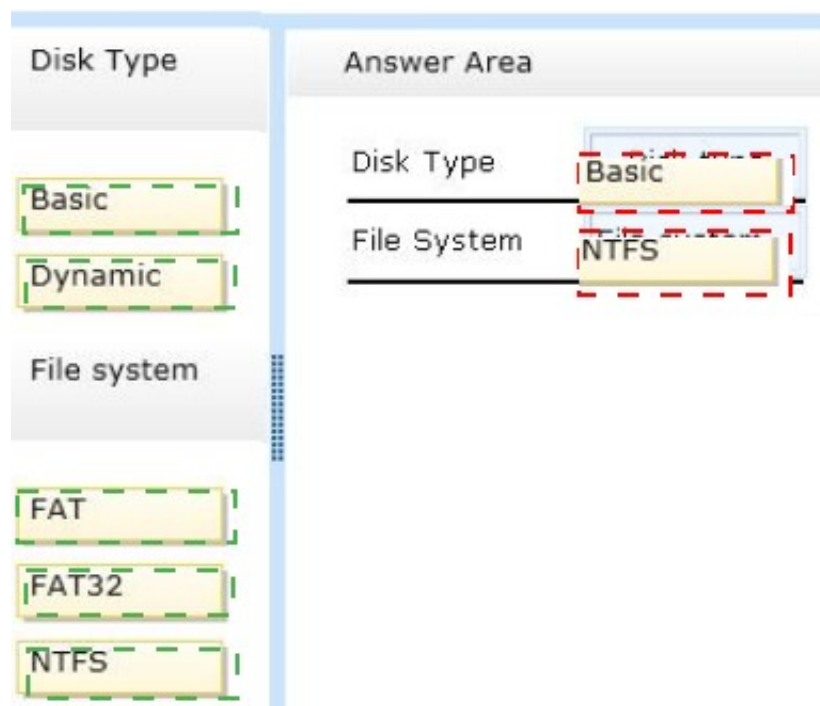 Disk Type
Basic
Dynamic
File system
FAT
FAT32
NTFS
Answer Area
Disk Type
Basic
File System
NTFS